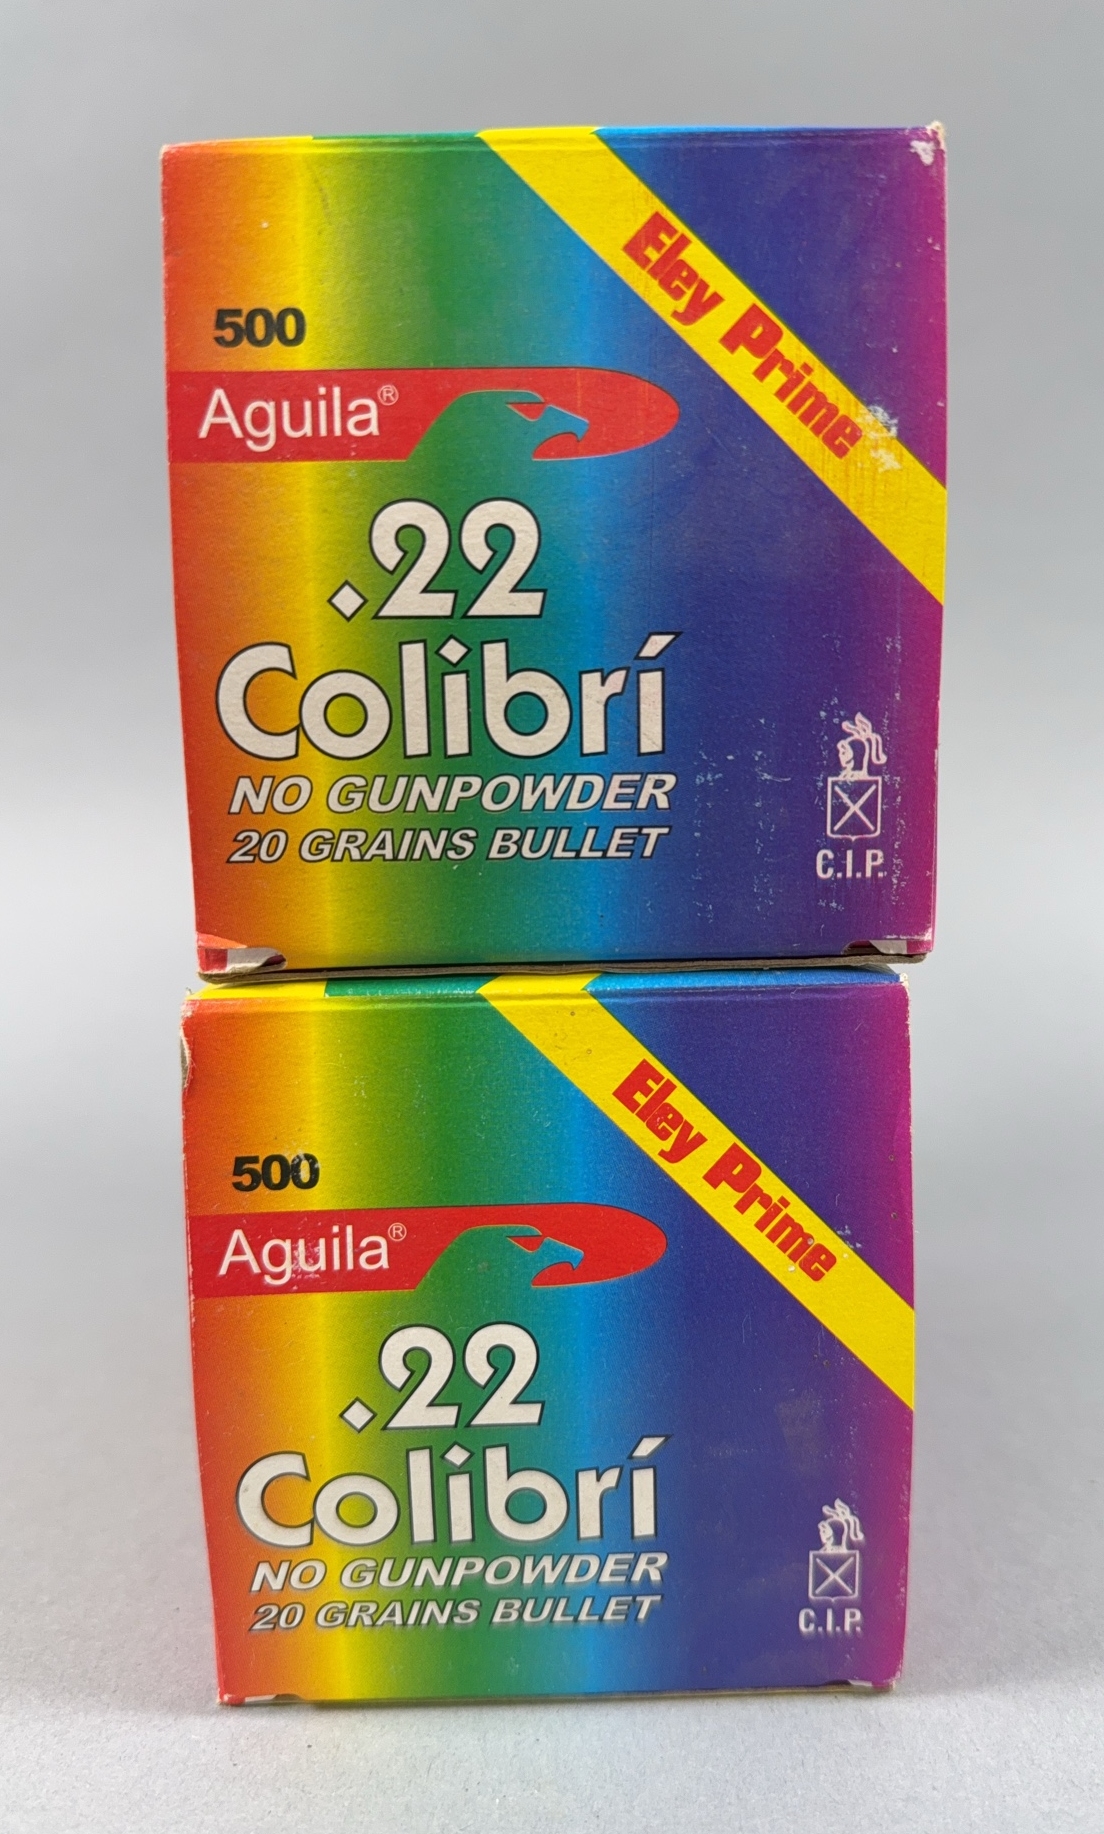 Eley Prime
500
Aguila®
.22
Colibrí
NO GUNPOWDER
20 GRAINS BULLET
C.I.P.
Eley Prime
500
Aguila®
.22
Colibrí
NO GUNPOWDER
20 GRAINS BULLET
C.I.P.